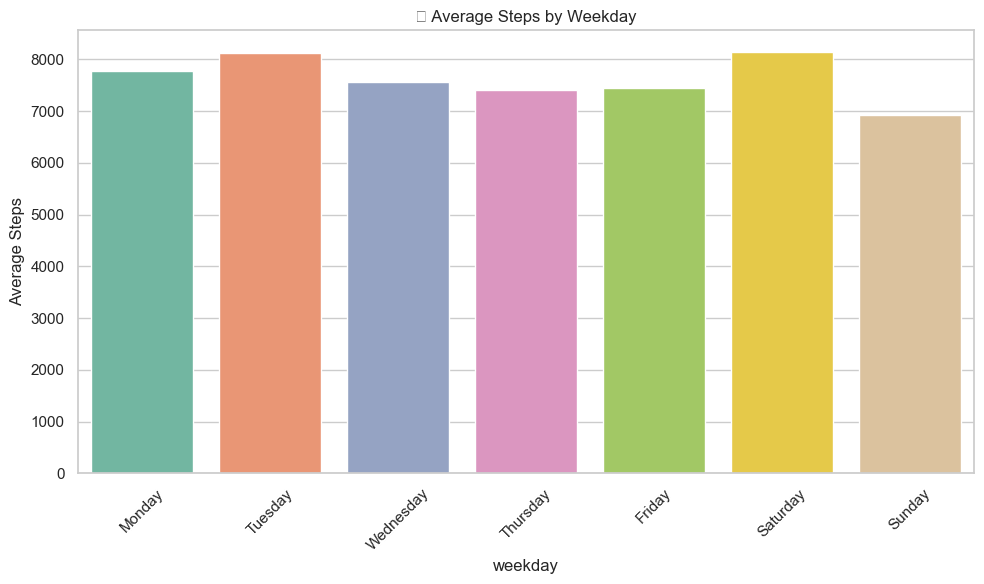 ▯ Average Steps by Weekday
8000
7000
6000
5000
4000
3000
2000
1000
0
Average Steps
Monday
Tuesday
Wednesday
Thursday
Friday
Saturday
Sunday
weekday